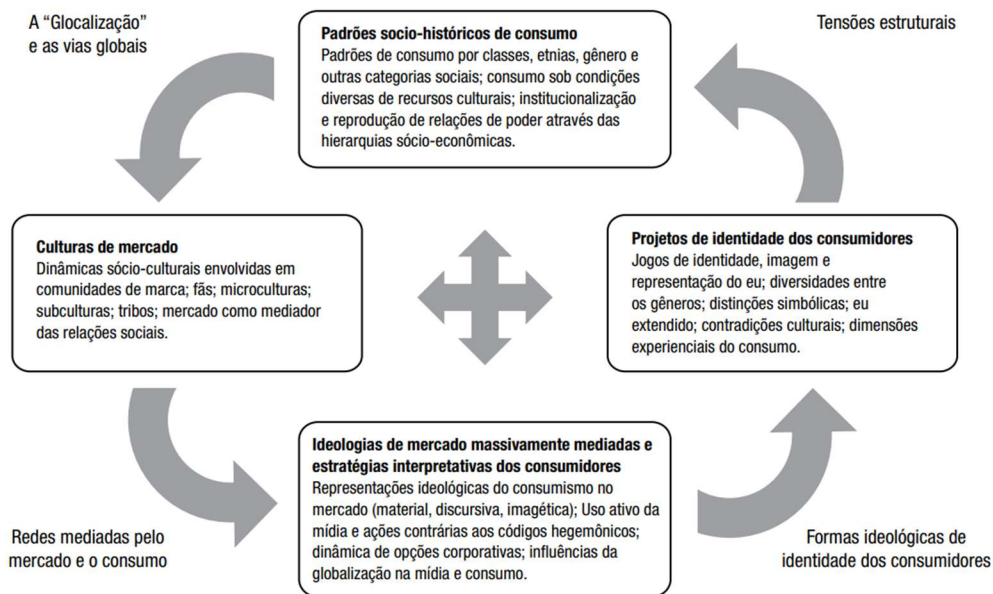 A “Glocalização”
e as vias globais
Tensões estruturais
Padrões socio-históricos de consumo
Padrões de consumo por classes, etnias, gênero e
outras categorias sociais; consumo sob condições
diversas de recursos culturais; institucionalização
e reprodução de relações de poder através das
hierarquias sócio-econômicas.
Culturas de mercado
Dinâmicas sócio-culturais envolvidas em
comunidades de marca; fãs; microculturas;
subculturas; tribos; mercado como mediador
das relações sociais.
Projetos de identidade dos consumidores
Jogos de identidade, imagem e
representação do eu; diversidades entre
os gêneros; distinções simbólicas; eu
extendido; contradições culturais; dimensões
experienciais do consumo.
Ideologias de mercado massivamente mediadas e
estratégias interpretativas dos consumidores
Representações ideológicas do consumismo no
mercado (material, discursiva, imagética); Uso ativo da
mídia e ações contrárias aos códigos hegemônicos;
dinâmica de opções corporativas; influências da
globalização na mídia e consumo.
Redes mediadas pelo
mercado e o consumo
Formas ideológicas de
identidade dos consumidores